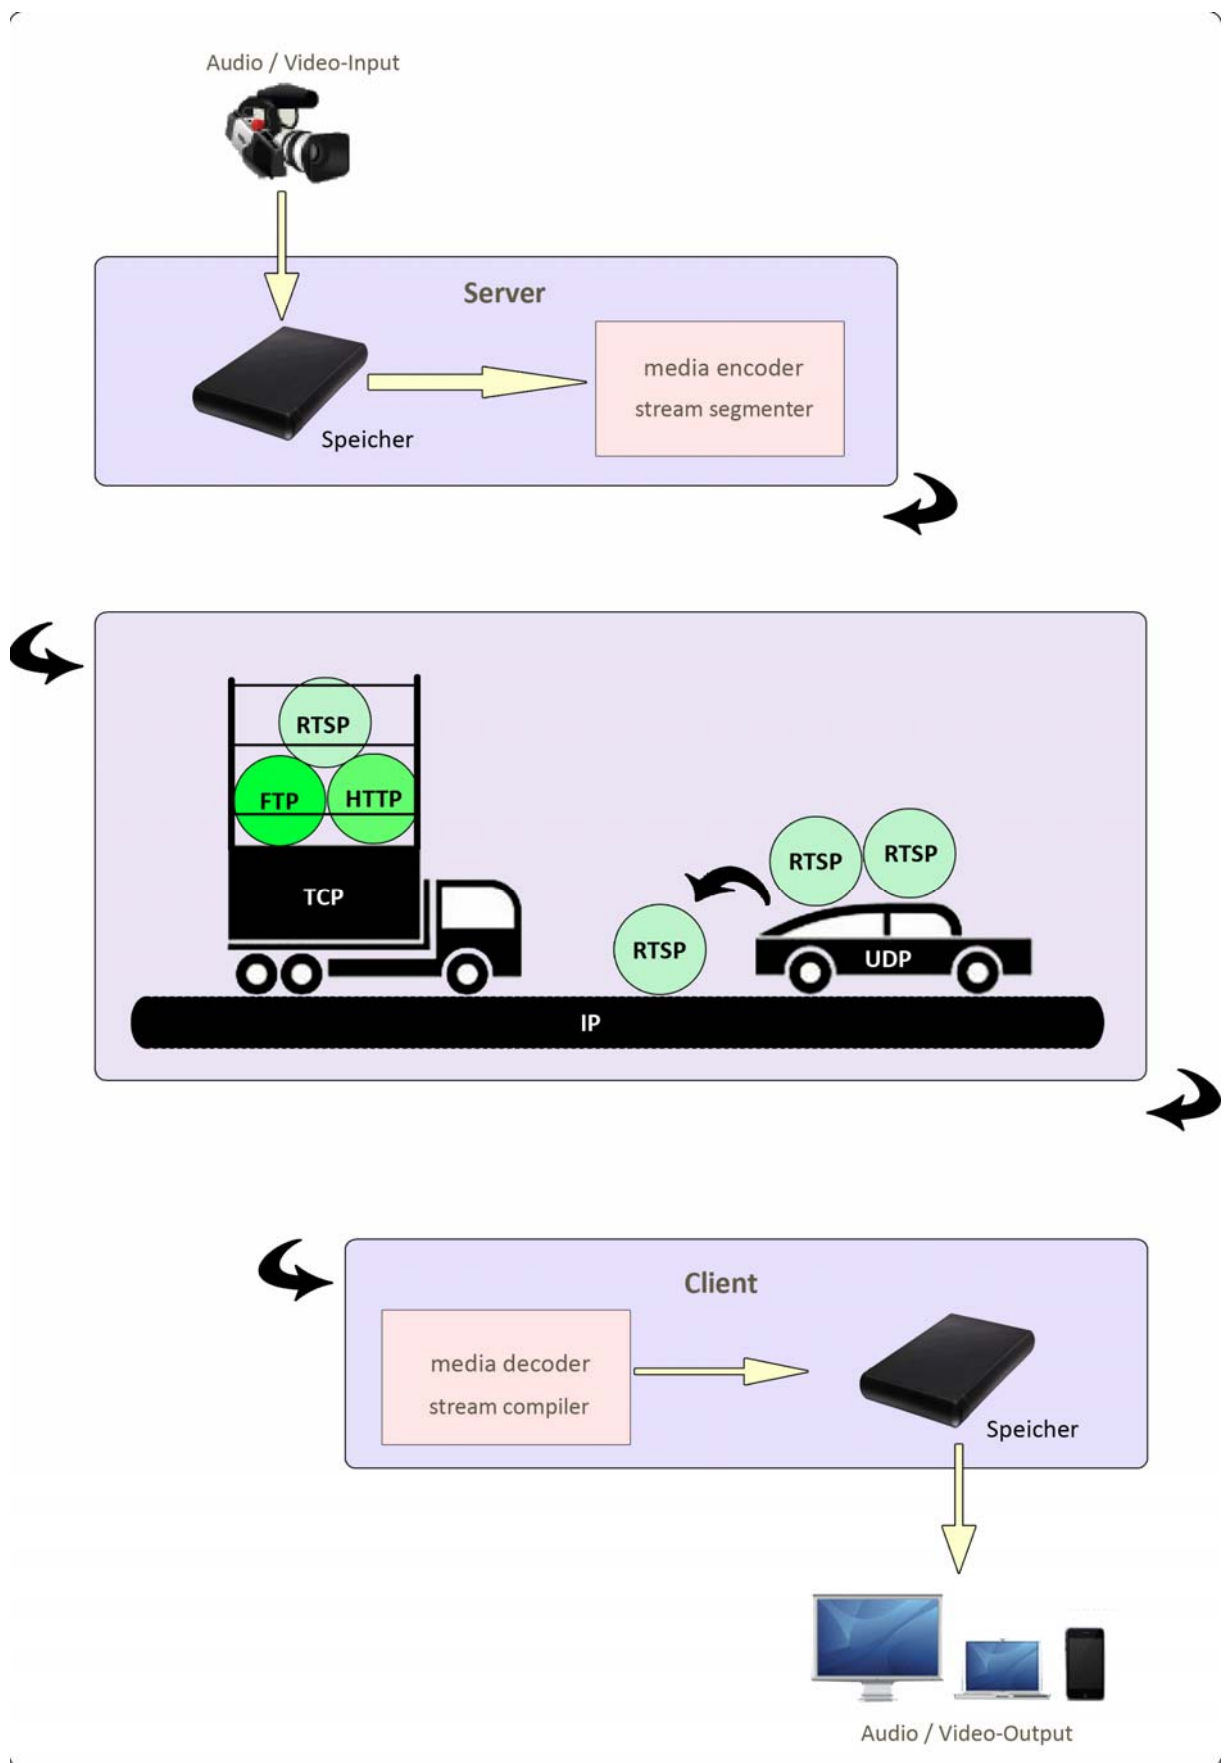 Audio / Video-Input
Server
media encoder
stream segmenter
Speicher
RTSP
FTP
HTTP
TCP
RTSP
RTSP
RTSP
UDP
IP
Client
media decoder
stream compiler
Speicher
Audio / Video-Output